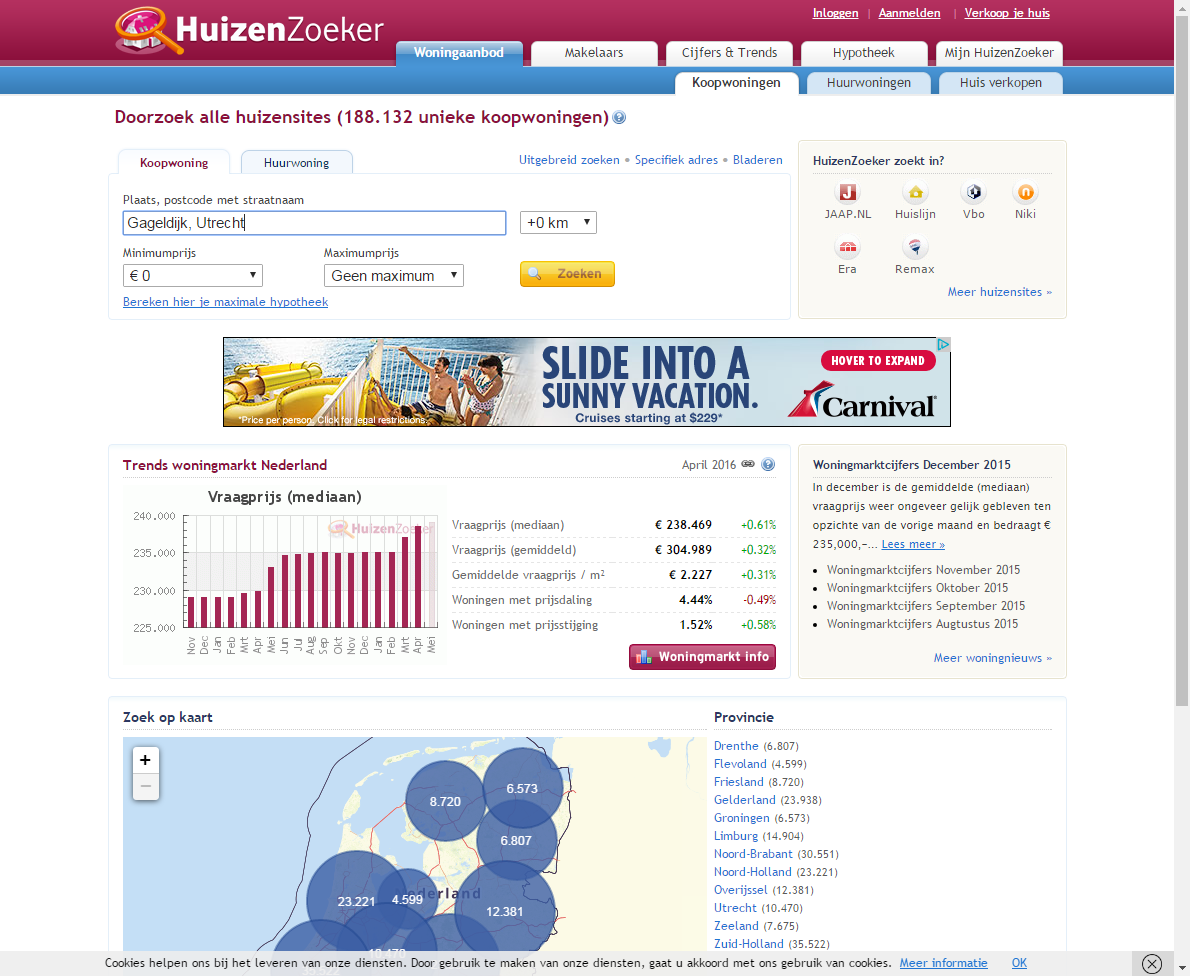 Inloggen | Aanmelden | Verkoop je huis
HuizenZoeker
Woningaanbod Makelaars Cijfers & Trends Hypotheek Mijn HuizenZoeker
Koopwoningen Huurwoningen Huis verkopen
Doorzoek alle huizensites (188.132 unieke koopwoningen) ?
Koopwoning Huurwoning
Uitgebreid zoeken • Specifiek adres • Bladeren
Plaats, postcode met straatnaam
Gageldijk, Utrecht +0 km
Minimumprijs Maximumprijs
€ 0 Geen maximum Zoeken
Bereken hier je maximale hypotheek
HuizenZoeker zoekt in?
JAAP.NL Huislijn Vbo Niki
Era Remax
Meer huizensites »
SLIDE INTO A
SUNNY VACATION.
Cruises starting at $229*
HOVER TO EXPAND
Carnival
*Price per person. Click for legal restrictions.
Trends woningmarkt Nederland April 2016 ?
Vraagprijs (mediaan)
HuizenZoeker
240.000
235.000
230.000
225.000
Nov Dec Jan Feb Mrt Apr Mei Jun Jul Aug Sep Okt Nov Dec Jan Feb Mrt Apr Mei
Vraagprijs (mediaan) € 238.469 +0.61%
Vraagprijs (gemiddeld) € 304.989 +0.32%
Gemiddelde vraagprijs / m² € 2.227 +0.31%
Woningen met prijsdaling 4.44% -0.49%
Woningen met prijsstijging 1.52% +0.58%
Woningmarkt info
Woningmarktcijfers December 2015
In december is de gemiddelde (mediaan)
vraagprijs weer ongeveer gelijk gebleven ten
opzichte van de vorige maand en bedraagt €
235,000,–... Lees meer »
• Woningmarktcijfers November 2015
• Woningmarktcijfers Oktober 2015
• Woningmarktcijfers September 2015
• Woningmarktcijfers Augtustus 2015
Meer woningnieuws »
Zoek op kaart
+
−
8.720 6.573
6.807
Nederland
23.221 4.599 12.381
10.470
Provincie
Drenthe (6.807)
Flevoland (4.599)
Friesland (8.720)
Gelderland (23.938)
Groningen (6.573)
Limburg (14.904)
Noord-Brabant (30.551)
Noord-Holland (23.221)
Overijssel (12.381)
Utrecht (10.470)
Zeeland (7.675)
Zuid-Holland (35.522)
Cookies helpen ons bij het leveren van onze diensten. Door gebruik te maken van onze diensten, gaat u akkoord met ons gebruik van cookies. Meer informatie OK